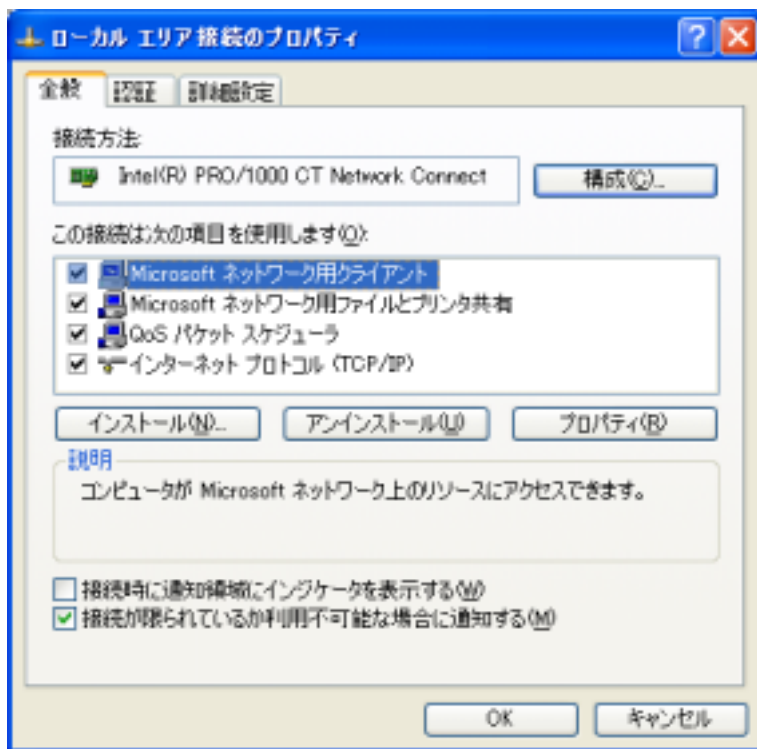 ローカル エリア接続のプロパティ
全般 認証 詳細設定
接続方法:
Intel(R) PRO/1000 CT Network Connect 構成(C)...
この接続は次の項目を使用します(O):
Microsoft ネットワーク用クライアント
Microsoft ネットワーク用ファイルとプリンタ共有
QoS パケット スケジューラ
インターネット プロトコル (TCP/IP)
インストール(N)... アンインストール(U) プロパティ(R)
説明
コンピュータが Microsoft ネットワーク上のリソースにアクセスできます。
接続時に通知領域にインジケータを表示する(W)
接続が限られているか利用不可能な場合に通知する(M)
OK キャンセル